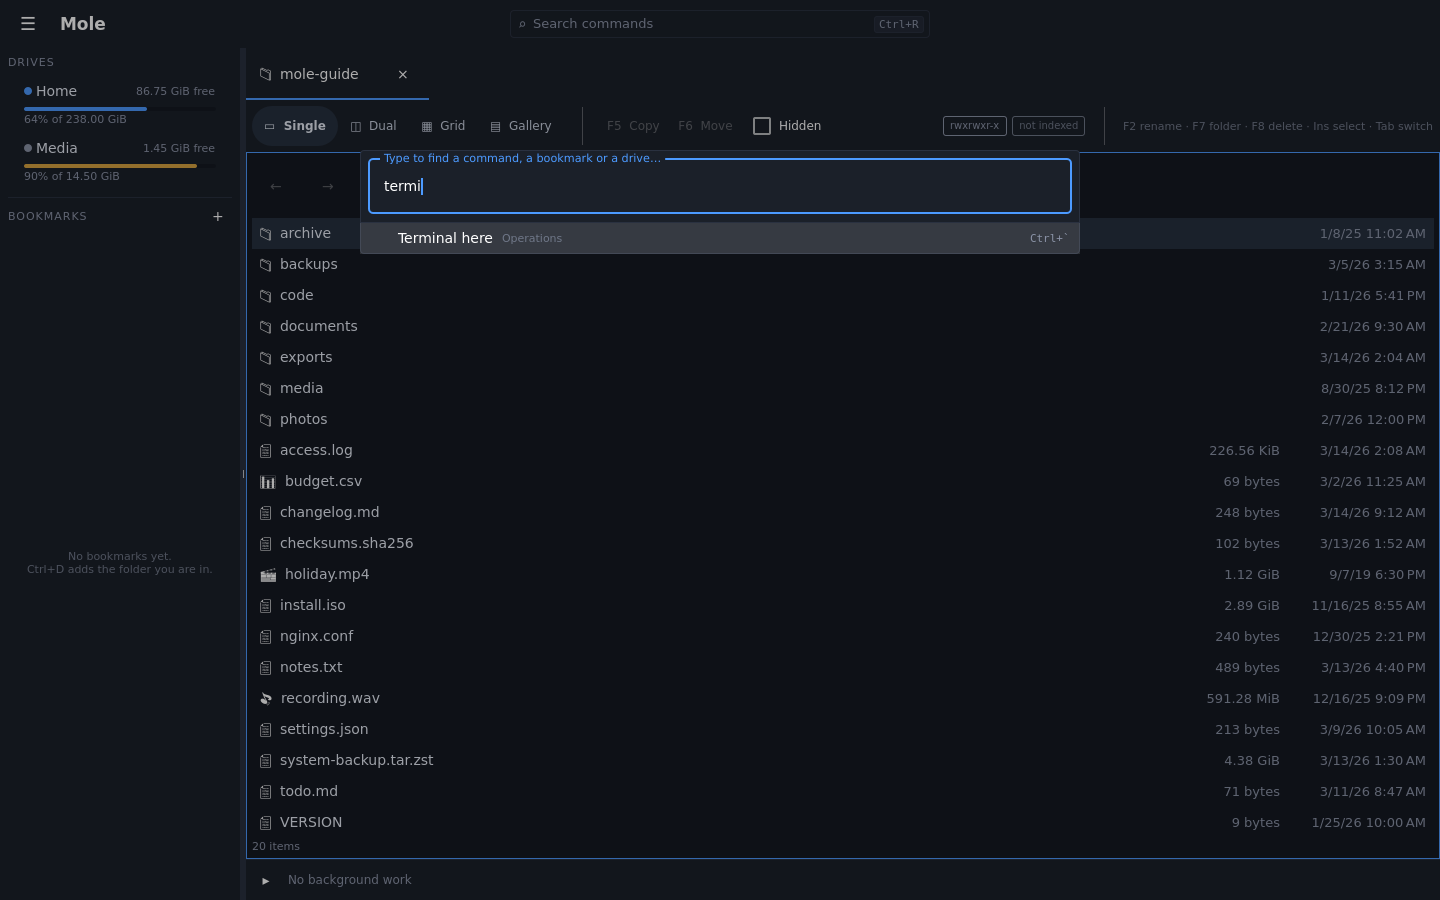 ☰ Mole
Search commands Ctrl+R
DRIVES
Home 86.75 GiB free
64% of 238.00 GiB
Media 1.45 GiB free
90% of 14.50 GiB
BOOKMARKS +
No bookmarks yet.
Ctrl+D adds the folder you are in.
mole-guide ×
Single Dual Grid Gallery F5 Copy F6 Move Hidden rwxrwxr-x not indexed F2 rename · F7 folder · F8 delete · Ins select · Tab switch
Type to find a command, a bookmark or a drive...
← → termi
Terminal here Operations Ctrl+`
archive 1/8/25 11:02 AM
backups 3/5/26 3:15 AM
code 1/11/26 5:41 PM
documents 2/21/26 9:30 AM
exports 3/14/26 2:04 AM
media 8/30/25 8:12 PM
photos 2/7/26 12:00 PM
access.log 226.56 KiB 3/14/26 2:08 AM
budget.csv 69 bytes 3/2/26 11:25 AM
changelog.md 248 bytes 3/14/26 9:12 AM
checksums.sha256 102 bytes 3/13/26 1:52 AM
holiday.mp4 1.12 GiB 9/7/19 6:30 PM
install.iso 2.89 GiB 11/16/25 8:55 AM
nginx.conf 240 bytes 12/30/25 2:21 PM
notes.txt 489 bytes 3/13/26 4:40 PM
recording.wav 591.28 MiB 12/16/25 9:09 PM
settings.json 213 bytes 3/9/26 10:05 AM
system-backup.tar.zst 4.38 GiB 3/13/26 1:30 AM
todo.md 71 bytes 3/11/26 8:47 AM
VERSION 9 bytes 1/25/26 10:00 AM
20 items
▸ No background work